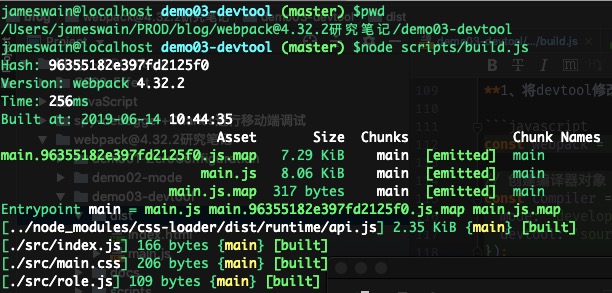 jameswain@localhost demo03-devtool (master) $pwd
/Users/jameswain/PROD/blog/webpack@4.32.2研究笔记/demo03-devtool
jameswain@localhost demo03-devtool (master) $node scripts/build.js
Hash: 96355182e397fd2125f0
Version: webpack 4.32.2
Time: 256ms
Built at: 2019-06-14 10:44:35
Asset Size Chunks Chunk Names
main.96355182e397fd2125f0.js.map 7.29 KiB main [emitted] main
main.js 8.06 KiB main [emitted] main
main.js.map 317 bytes main [emitted] main
Entrypoint main = main.js main.96355182e397fd2125f0.js.map main.js.map
[../node_modules/css-loader/dist/runtime/api.js] 2.35 KiB {main} [built]
[./src/index.js] 166 bytes {main} [built]
[./src/main.css] 206 bytes {main} [built]
[./src/role.js] 109 bytes {main} [built]